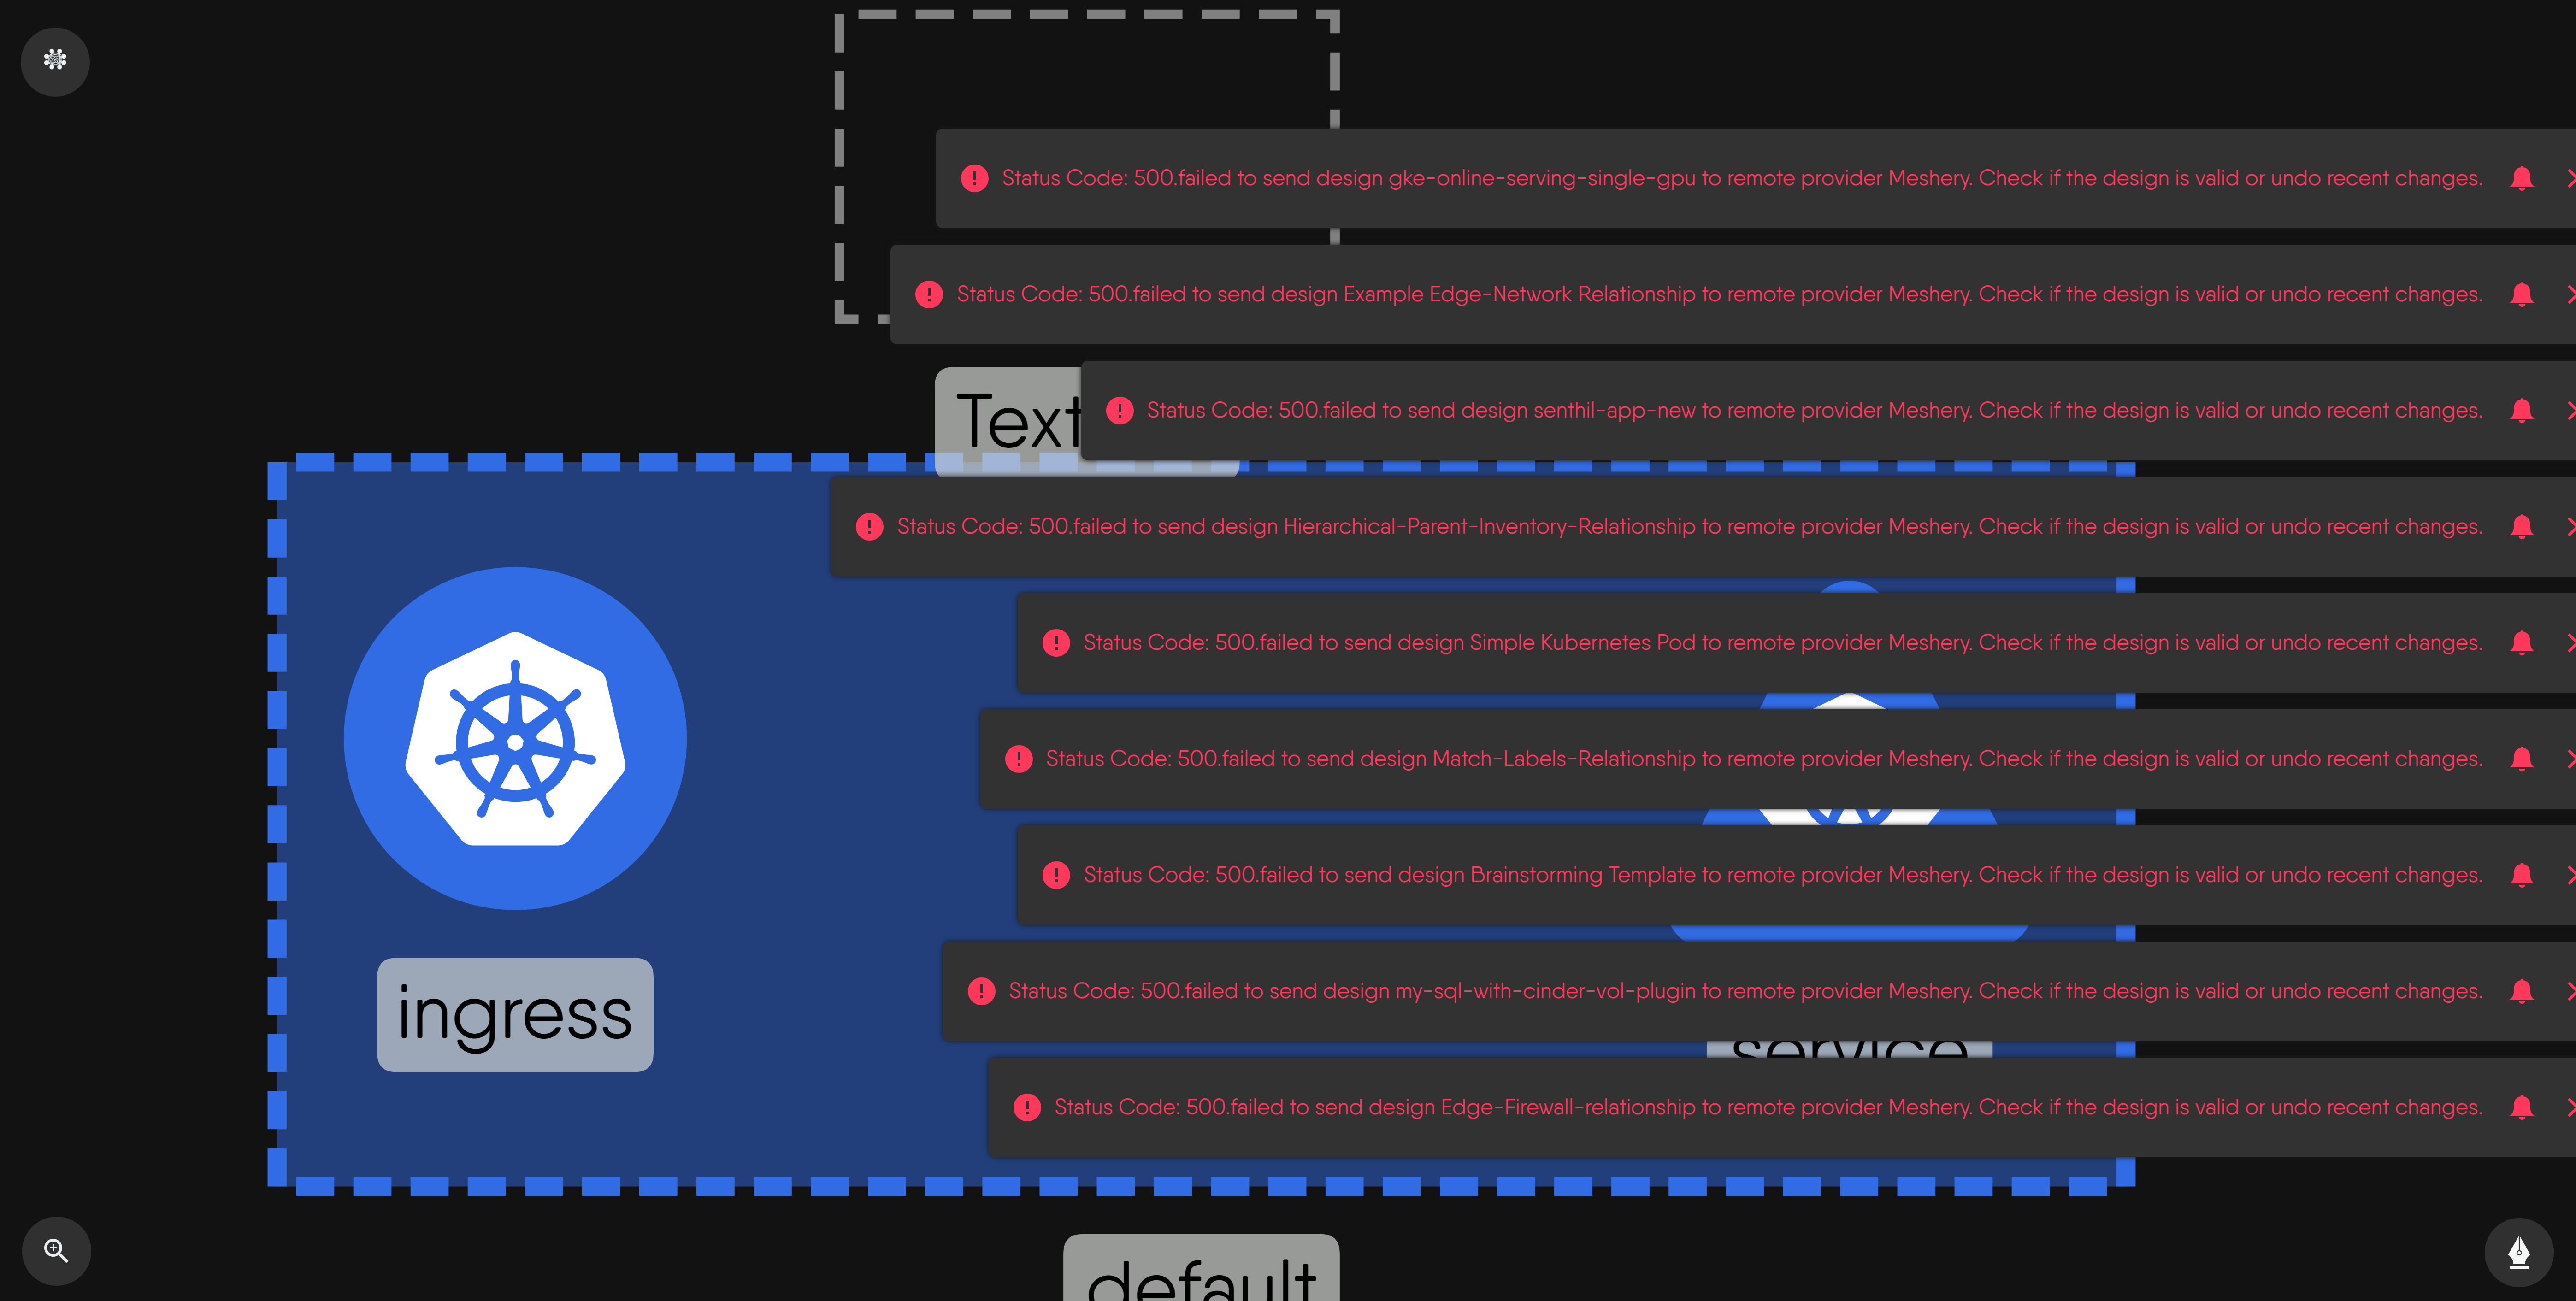 Status Code: 500.failed to send design gke-online-serving-single-gpu to remote provider Meshery. Check if the design is valid or undo recent changes.
Status Code: 500.failed to send design Example Edge-Network Relationship to remote provider Meshery. Check if the design is valid or undo recent changes.
Text
Status Code: 500.failed to send design senthil-app-new to remote provider Meshery. Check if the design is valid or undo recent changes.
Status Code: 500.failed to send design Hierarchical-Parent-Inventory-Relationship to remote provider Meshery. Check if the design is valid or undo recent changes.
Status Code: 500.failed to send design Simple Kubernetes Pod to remote provider Meshery. Check if the design is valid or undo recent changes.
Status Code: 500.failed to send design Match-Labels-Relationship to remote provider Meshery. Check if the design is valid or undo recent changes.
Status Code: 500.failed to send design Brainstorming Template to remote provider Meshery. Check if the design is valid or undo recent changes.
Status Code: 500.failed to send design my-sql-with-cinder-vol-plugin to remote provider Meshery. Check if the design is valid or undo recent changes.
ingress
service
Status Code: 500.failed to send design Edge-Firewall-relationship to remote provider Meshery. Check if the design is valid or undo recent changes.
default